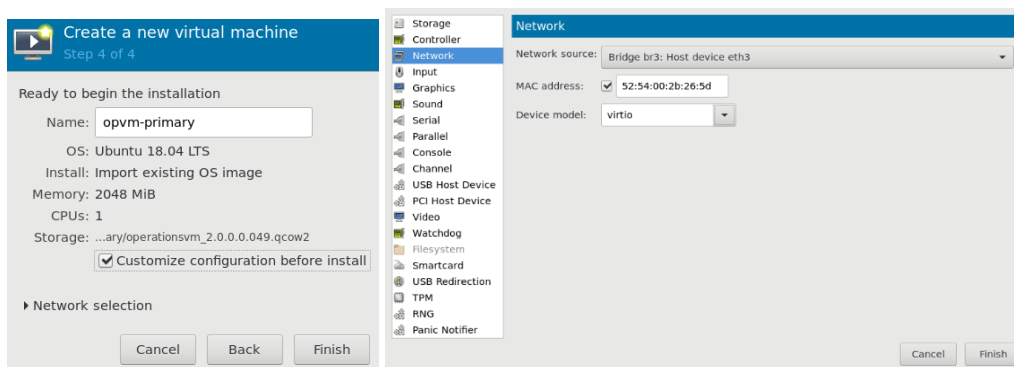 Create a new virtual machine
Step 4 of 4
Ready to begin the installation
Name: opvm-primary
OS: Ubuntu 18.04 LTS
Install: Import existing OS image
Memory: 2048 MiB
CPUs: 1
Storage: ...ary/operationsvm_2.0.0.0.049.qcow2
Customize configuration before install
Network selection
Cancel Back Finish
Storage
Controller
Network
Input
Graphics
Sound
Serial
Parallel
Console
Channel
USB Host Device
PCI Host Device
Video
Watchdog
Filesystem
Smartcard
USB Redirection
TPM
RNG
Panic Notifier
Network
Network source: Bridge br3: Host device eth3
MAC address: 52:54:00:2b:26:5d
Device model: virtio
Cancel Finish